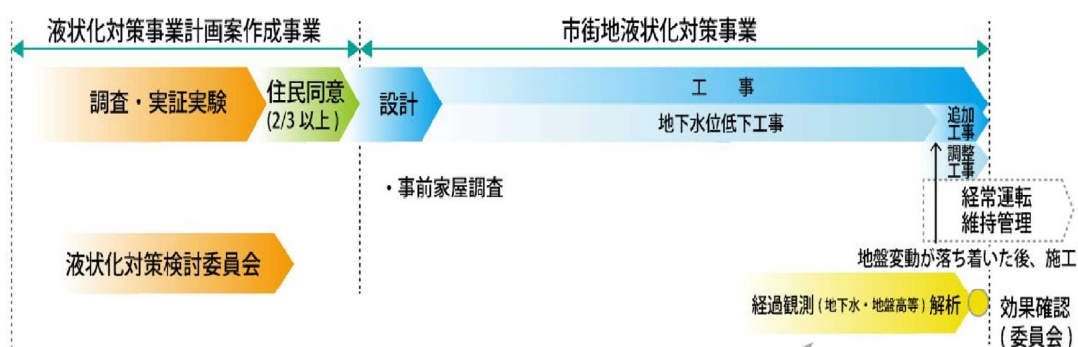 液状化対策事業計画案作成事業
市街地液状化対策事業
調査・実証実験
住民同意
(2/3 以上)
設計
工 事
地下水位低下工事
追加
工事
調整
工事
・事前家屋調査
経常運転
維持管理
液状化対策検討委員会
地盤変動が落ち着いた後、施工
経過観測(地下水・地盤高等)解析
効果確認
(委員会)